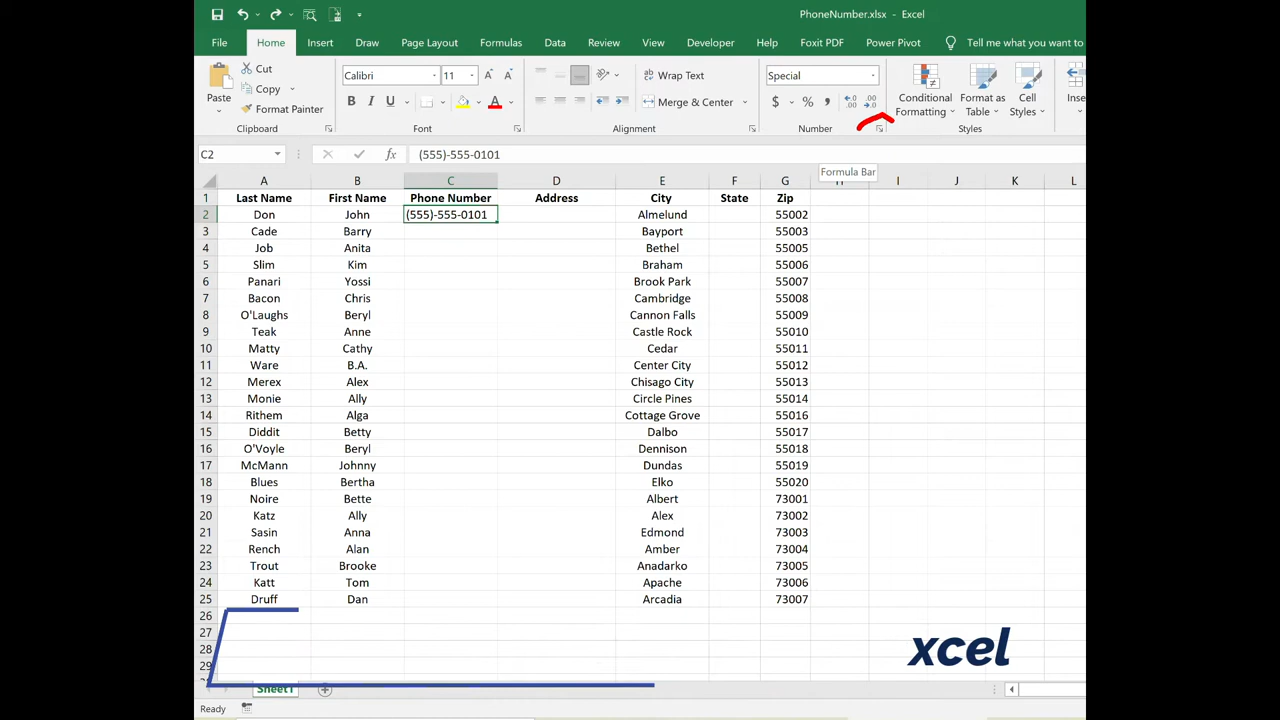 PhoneNumber.xlsx - Excel
File Home Insert Draw Page Layout Formulas Data Review View Developer Help Foxit PDF Power Pivot Tell me what you want to
Cut
Calibri 11 Wrap Text Special
Copy
Paste B I U A Merge & Center $ % , Conditional Formatting Format as Table Cell Styles Inse
Format Painter
Clipboard Font Alignment Number Styles
C2 fx (555)-555-0101
Formula Bar
A B C D E F G H I J K L
1 Last Name First Name Phone Number Address City State Zip
2 Don John (555)-555-0101 Almelund 55002
3 Cade Barry Bayport 55003
4 Job Anita Bethel 55005
5 Slim Kim Braham 55006
6 Panari Yossi Brook Park 55007
7 Bacon Chris Cambridge 55008
8 O'Laughs Beryl Cannon Falls 55009
9 Teak Anne Castle Rock 55010
10 Matty Cathy Cedar 55011
11 Ware B.A. Center City 55012
12 Merex Alex Chisago City 55013
13 Monie Ally Circle Pines 55014
14 Rithem Alga Cottage Grove 55016
15 Diddit Betty Dalbo 55017
16 O'Voyle Beryl Dennison 55018
17 McMann Johnny Dundas 55019
18 Blues Bertha Elko 55020
19 Noire Bette Albert 73001
20 Katz Ally Alex 73002
21 Sasin Anna Edmond 73003
22 Rench Alan Amber 73004
23 Trout Brooke Anadarko 73005
24 Katt Tom Apache 73006
25 Druff Dan Arcadia 73007
26
27
28
29
xcel
Sheet1
Ready